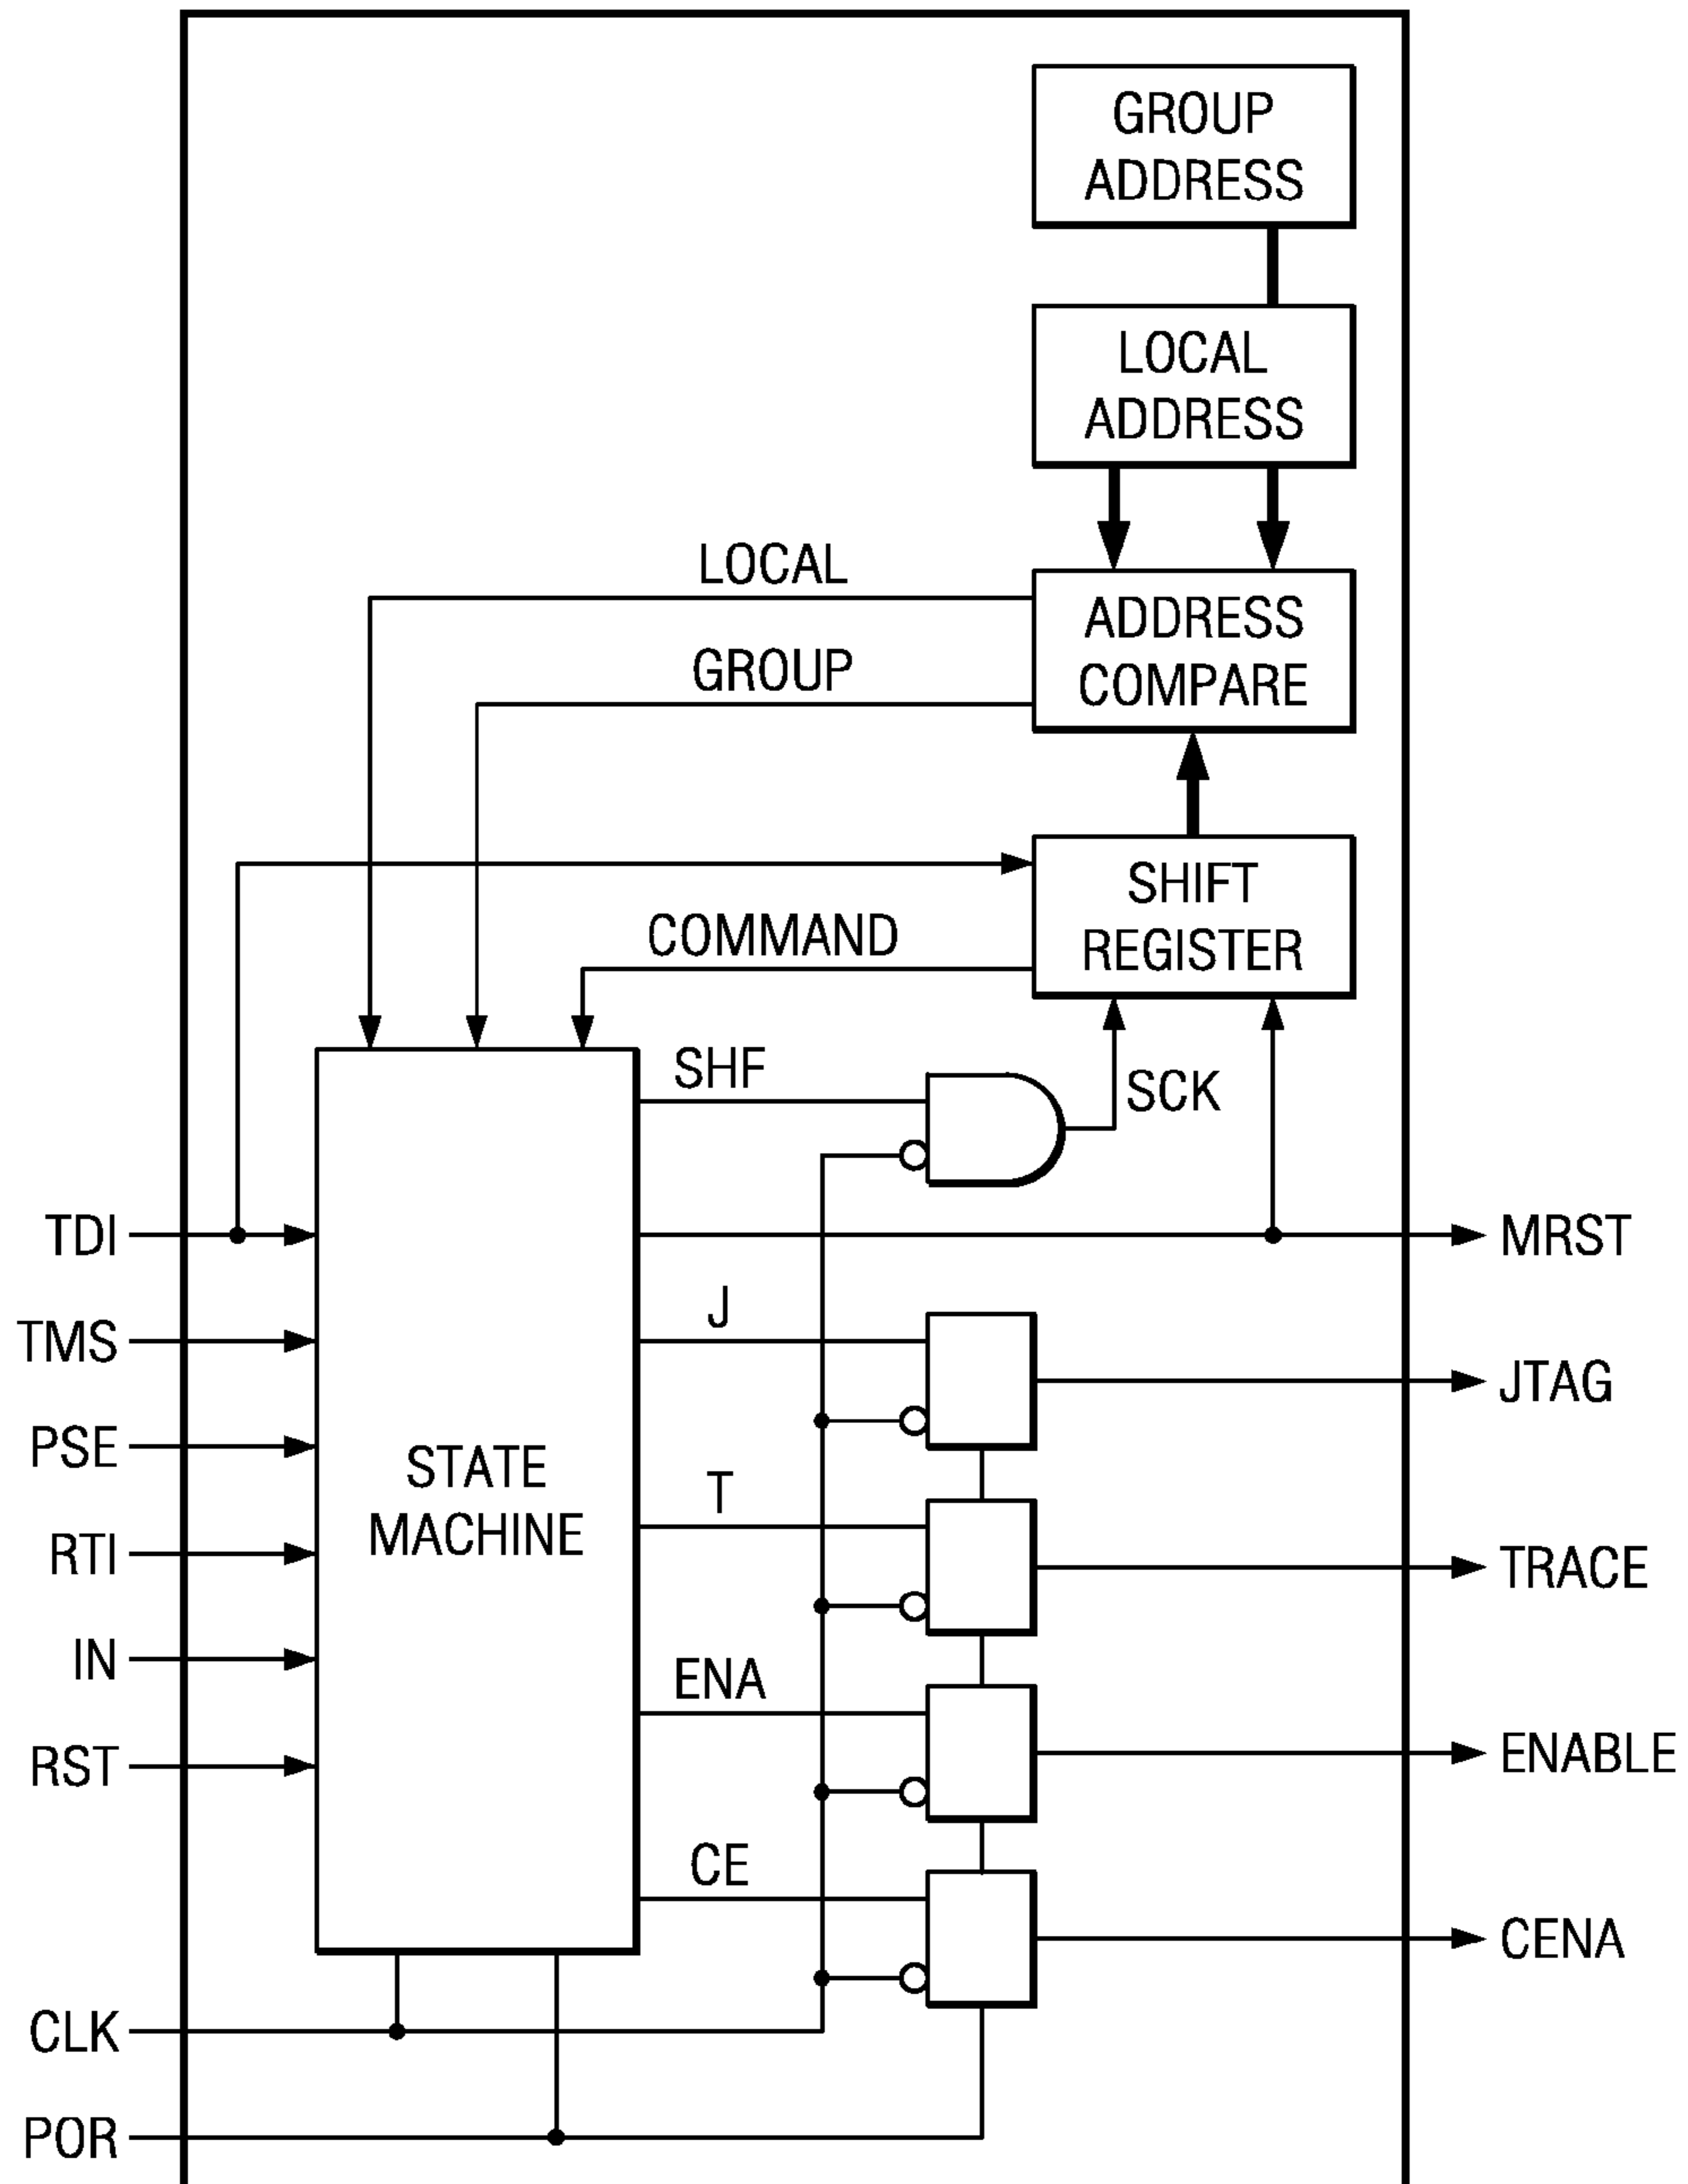 GROUP
ADDRESS
LOCAL
ADDRESS
LOCAL
ADDRESS
COMPARE
GROUP
SHIFT
REGISTER
COMMAND
SHF
SCK
TDI
MRST
J
TMS
JTAG
PSE
STATE
MACHINE
T
RTI
TRACE
IN
ENA
RST
ENABLE
CE
CENA
CLK
POR